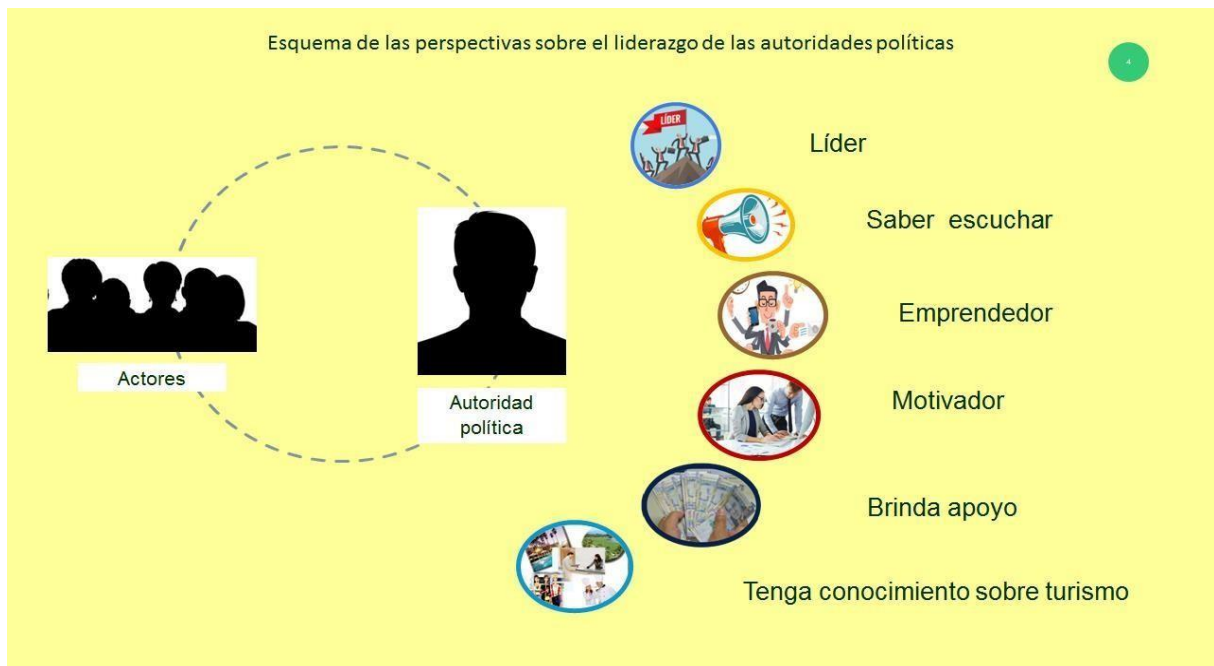 Esquema de las perspectivas sobre el liderazgo de las autoridades políticas
4
LÍDER
Líder
Saber escuchar
Emprendedor
Motivador
Brinda apoyo
Tenga conocimiento sobre turismo
Actores
Autoridad
política